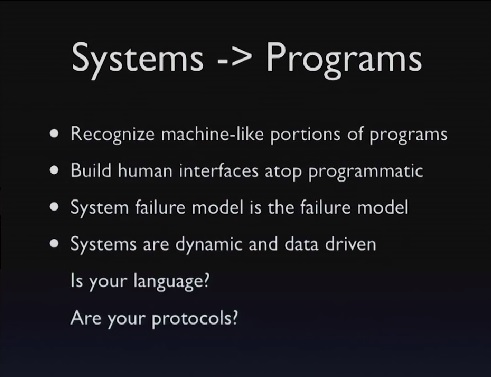 Systems -> Programs
• Recognize machine-like portions of programs
• Build human interfaces atop programmatic
• System failure model is the failure model
• Systems are dynamic and data driven
Is your language?
Are your protocols?